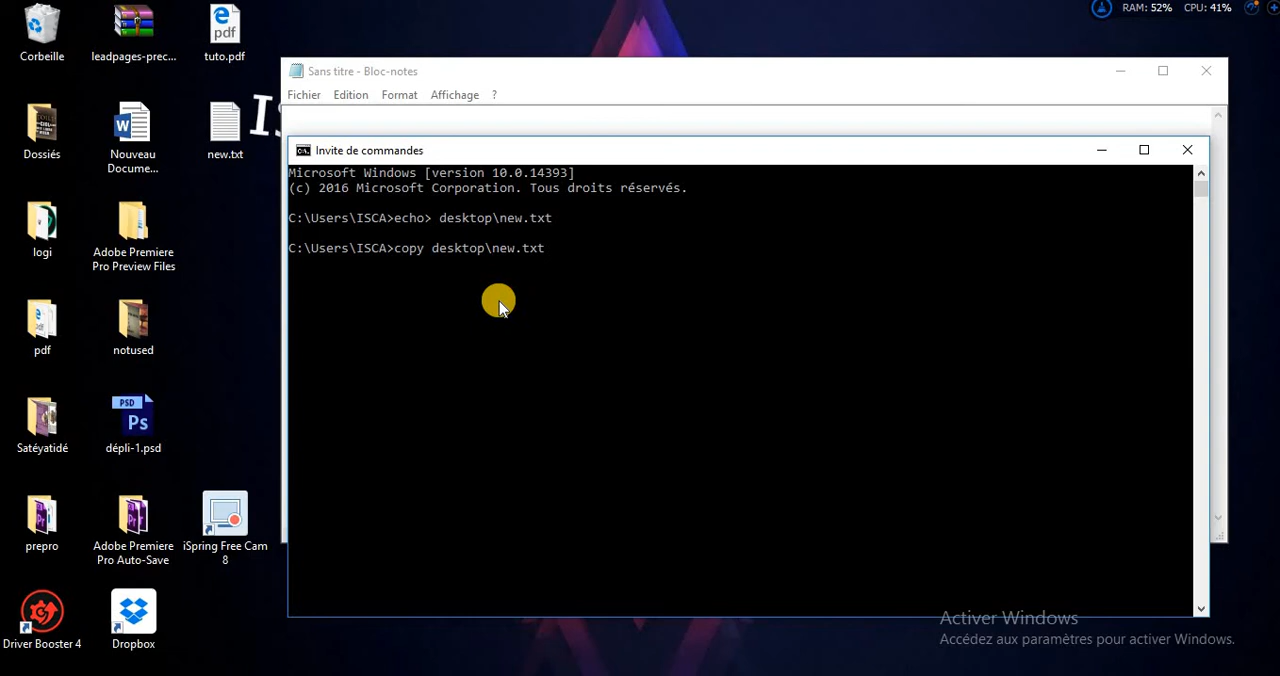 RAM: 52% CPU: 41%
Corbeille
leadpages-prec...
tuto.pdf
Dossiés
Nouveau
Docume...
new.txt
logi
Adobe Premiere
Pro Preview Files
pdf
notused
Satéyatidé
dépli-1.psd
prepro
Adobe Premiere
Pro Auto-Save
iSpring Free Cam
8
Driver Booster 4
Dropbox
Sans titre - Bloc-notes
Fichier Edition Format Affichage ?
Invite de commandes
Microsoft Windows [version 10.0.14393]
(c) 2016 Microsoft Corporation. Tous droits réservés.
C:\Users\ISCA>echo> desktop\new.txt
C:\Users\ISCA>copy desktop\new.txt
Activer Windows
Accédez aux paramètres pour activer Windows.